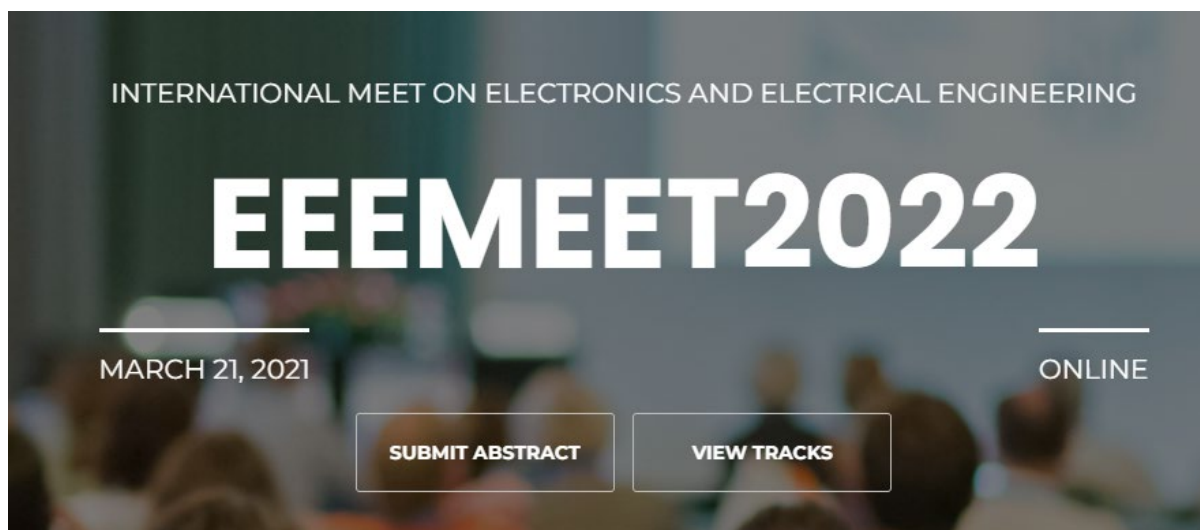 INTERNATIONAL MEET ON ELECTRONICS AND ELECTRICAL ENGINEERING
EEEMEET2022
MARCH 21, 2021
ONLINE
SUBMIT ABSTRACT
VIEW TRACKS